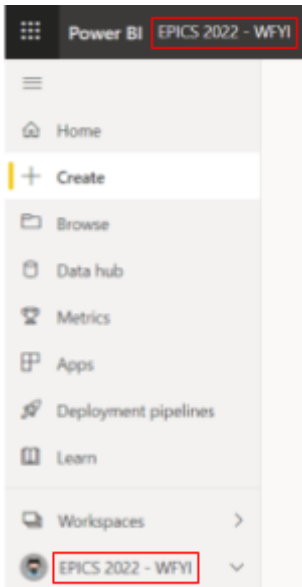 Power BI EPICS 2022 - WFYI
Home
Create
Browse
Data hub
Metrics
Apps
Deployment pipelines
Learn
Workspaces
EPICS 2022 - WFYI